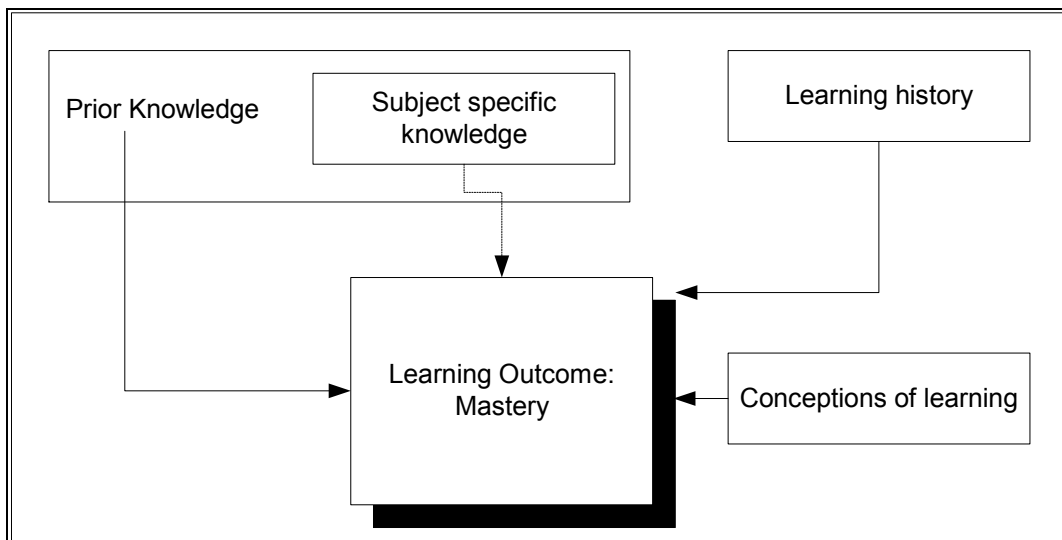 Prior Knowledge
Subject specific
knowledge
Learning history
Learning Outcome:
Mastery
Conceptions of learning